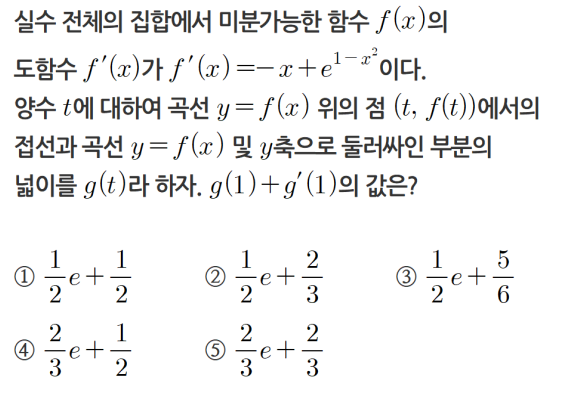 실수 전체의 집합에서 미분가능한 함수 f(x)의
도함수 f′(x)가 f′(x)=−x+e^{1−x^2}이다.
양수 t에 대하여 곡선 y=f(x) 위의 점 (t, f(t))에서의
접선과 곡선 y=f(x) 및 y축으로 둘러싸인 부분의
넓이를 g(t)라 하자. g(1)+g′(1)의 값은?
① \frac{1}{2}e+\frac{1}{2} ② \frac{1}{2}e+\frac{2}{3} ③ \frac{1}{2}e+\frac{5}{6}
④ \frac{2}{3}e+\frac{1}{2} ⑤ \frac{2}{3}e+\frac{2}{3}